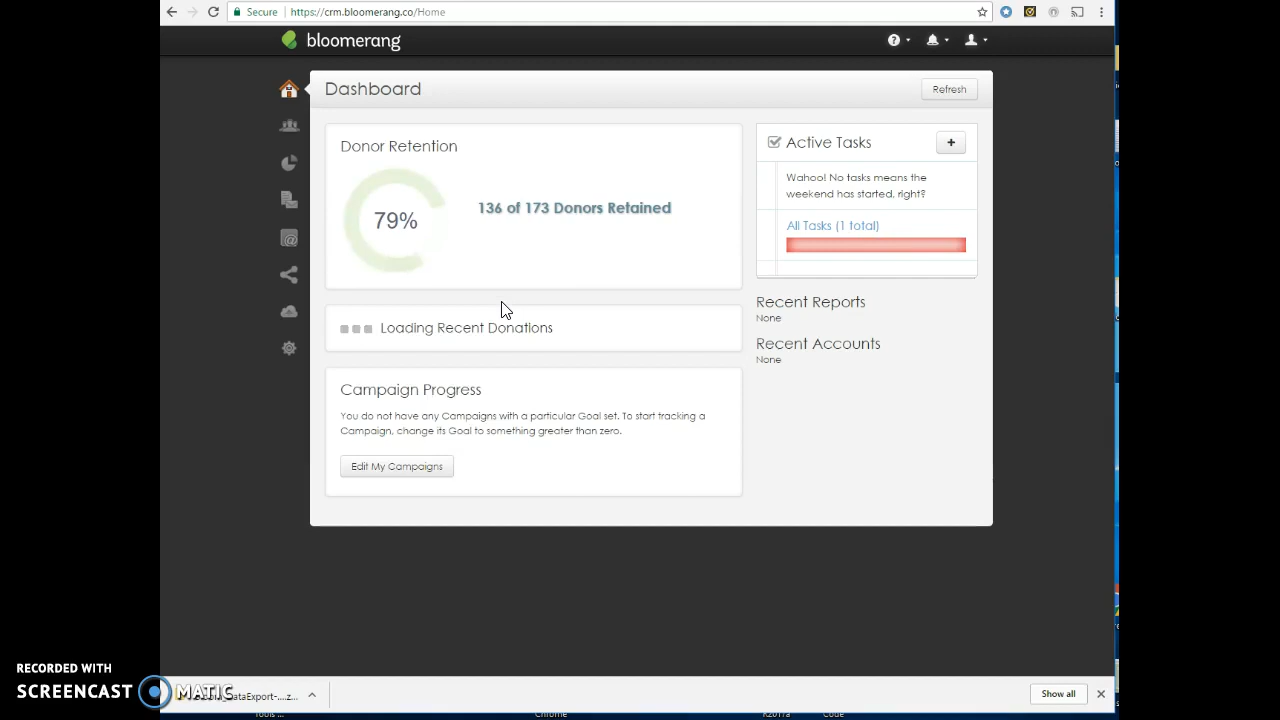 Secure
https://crm.bloomerang.co/Home
bloomerang
Dashboard
Refresh
Donor Retention
79%
136 of 173 Donors Retained
Active Tasks
+
Wahoo! No tasks means the
weekend has started, right?
All Tasks (1 total)
Loading Recent Donations
Recent Reports
None
Recent Accounts
None
Campaign Progress
You do not have any Campaigns with a particular Goal set. To start tracking a
Campaign, change its Goal to something greater than zero.
Edit My Campaigns
RECORDED WITH
SCREENCAST MATIC
Show all
Tools ...
Chrome
Code